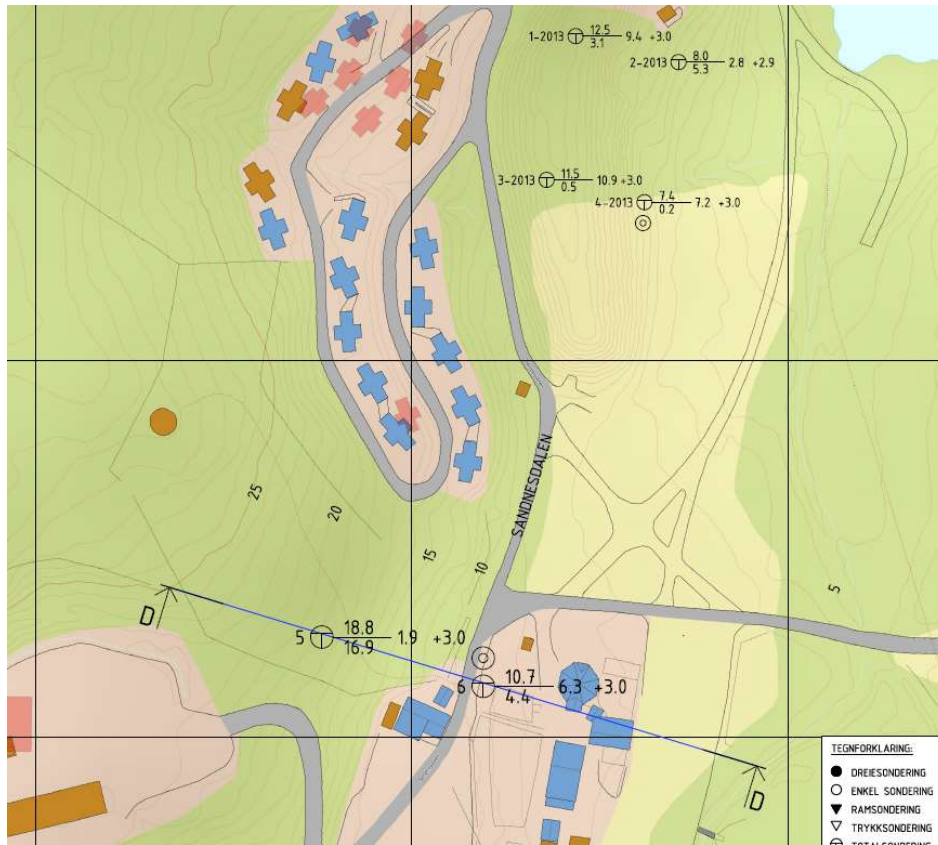 1-2013 12.5 9.4 +3.0
3.1
2-2013 8.0 2.8 +2.9
5.3
3-2013 11.5 10.9 +3.0
0.5
4-2013 7.4 7.2 +3.0
0.2
SANDNESDALEN
25
20
15
10
5
D
5 18.8 1.9 +3.0
16.9
6 10.7 6.3 +3.0
4.4
D
TEGNFORKLARING:
DREIESONDERING
ENKEL SONDERING
RAMSONDERING
TRYKKSONDERING
TOTALSONDERING